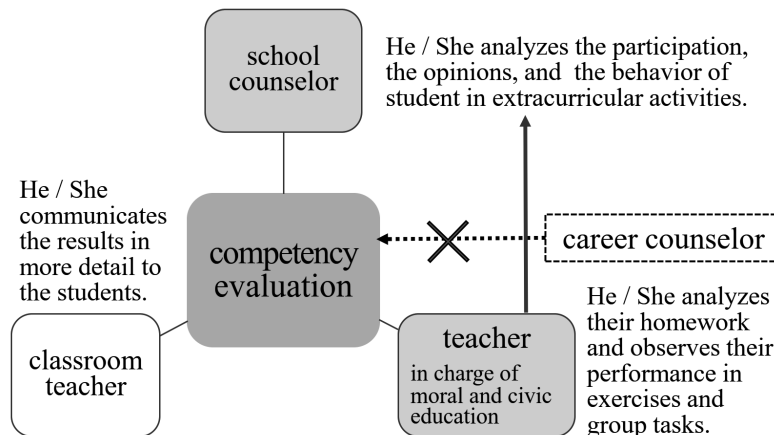 school
counselor
He / She analyzes the participation,
the opinions, and the behavior of
student in extracurricular activities.
He / She
communicates
the results in
more detail to
the students.
competency
evaluation
career counselor
classroom
teacher
teacher
in charge of
moral and civic
education
He / She analyzes
their homework
and observes their
performance in
exercises and
group tasks.